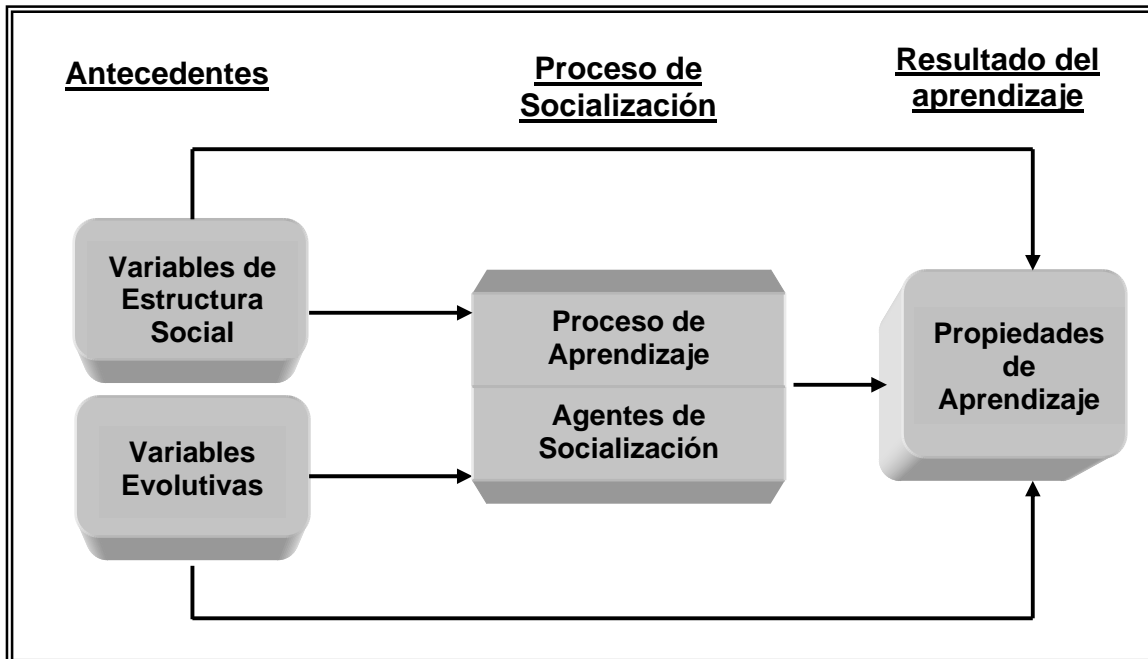 Antecedentes
Proceso de
Socialización
Resultado del
aprendizaje
Variables de
Estructura
Social
Variables
Evolutivas
Proceso de
Aprendizaje
Agentes de
Socialización
Propiedades
de
Aprendizaje